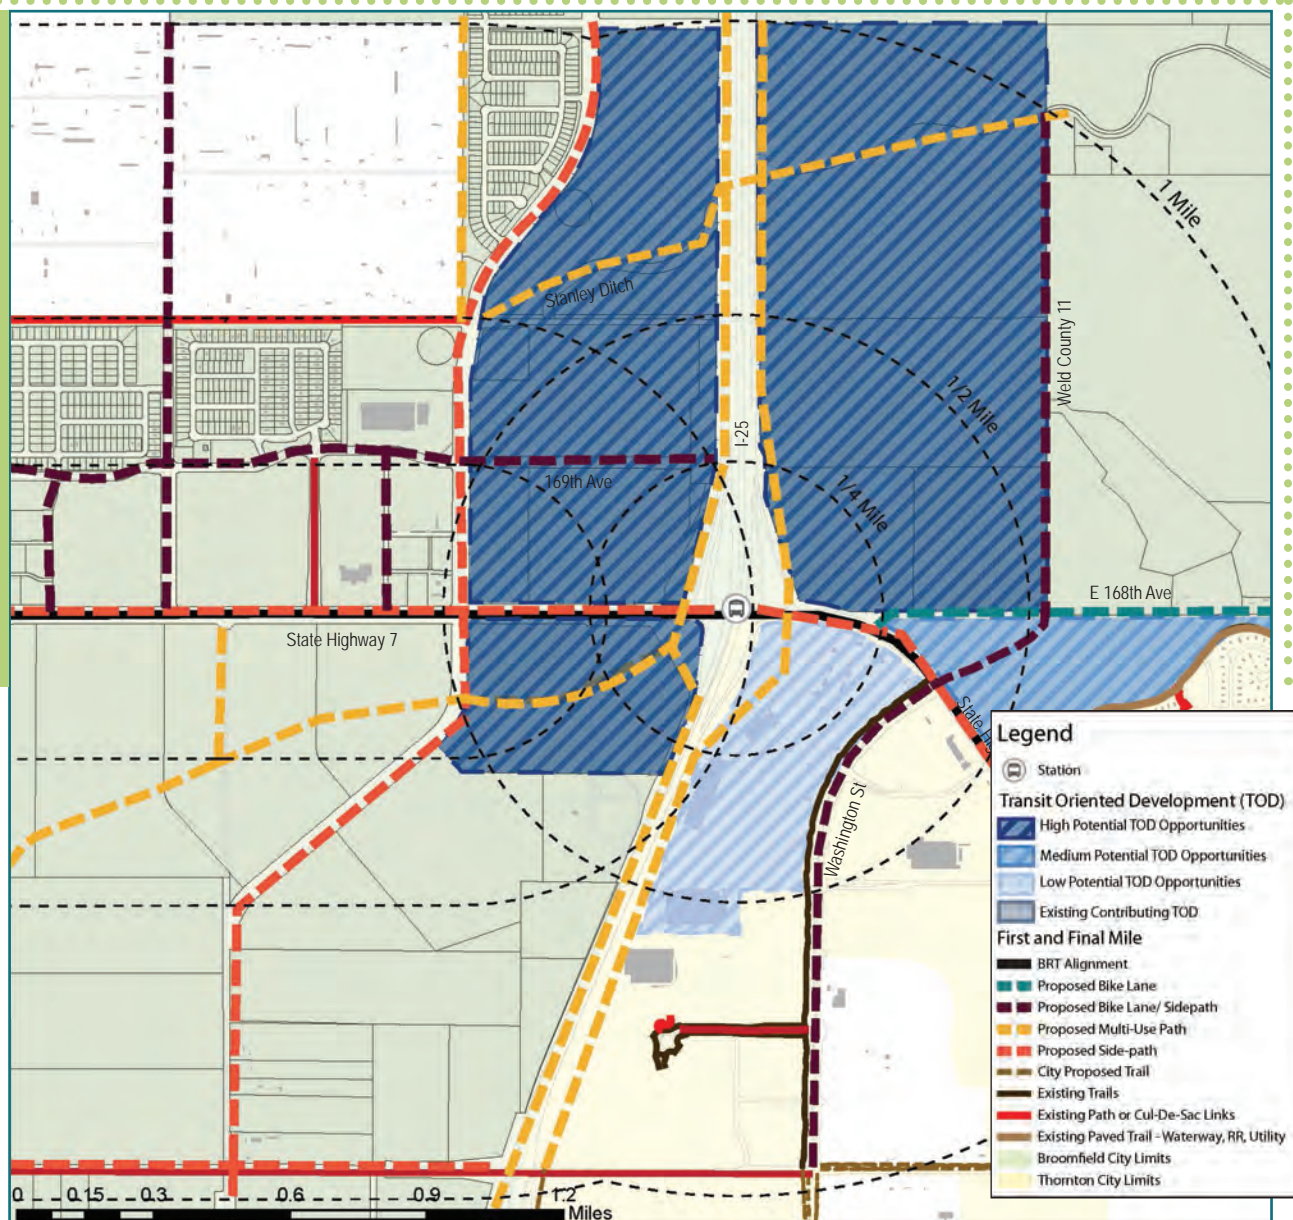 1 Mile
Stanley Ditch
Weld County 11
1/2 Mile
I-25
169th Ave
1/4 Mile
E 168th Ave
State Highway 7
State Hig
Washington St
Legend
Station
Transit Oriented Development (TOD)
High Potential TOD Opportunities
Medium Potential TOD Opportunities
Low Potential TOD Opportunities
Existing Contributing TOD
First and Final Mile
BRT Alignment
Proposed Bike Lane
Proposed Bike Lane/ Sidepath
Proposed Multi-Use Path
Proposed Side-path
City Proposed Trail
Existing Trails
Existing Path or Cul-De-Sac Links
Existing Paved Trail - Waterway, RR, Utility
Broomfield City Limits
Thornton City Limits
0 0.15 0.3 0.6 0.9 1.2
Miles